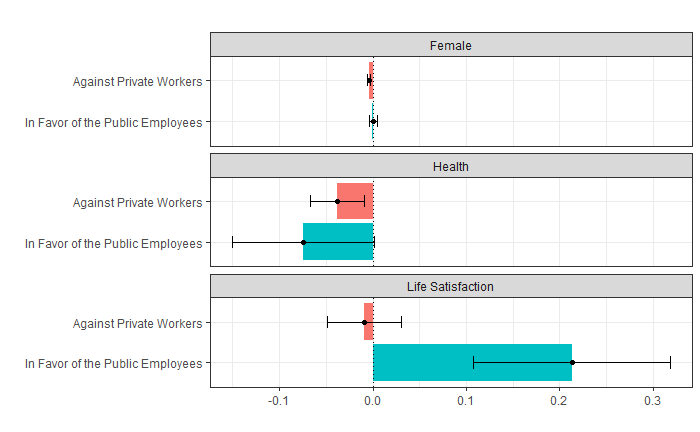 Female
Against Private Workers
In Favor of the Public Employees
Health
Against Private Workers
In Favor of the Public Employees
Life Satisfaction
Against Private Workers
In Favor of the Public Employees
-0.1 0.0 0.1 0.2 0.3